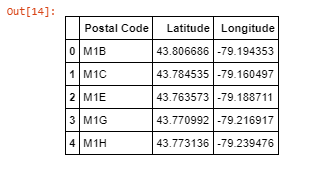 Out[14]:
Postal Code Latitude Longitude
0 M1B 43.806686 -79.194353
1 M1C 43.784535 -79.160497
2 M1E 43.763573 -79.188711
3 M1G 43.770992 -79.216917
4 M1H 43.773136 -79.239476